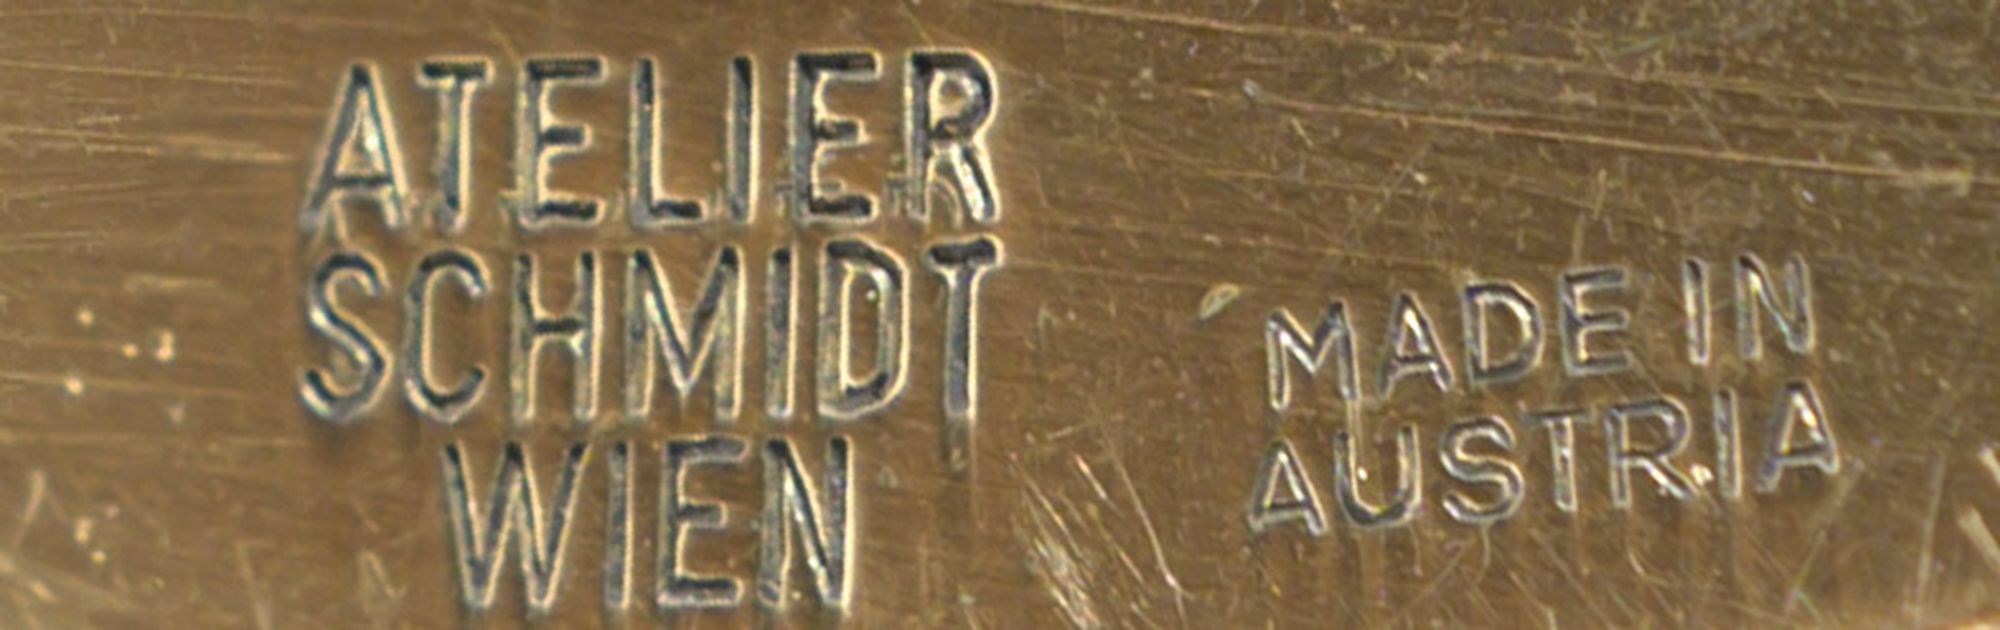 ATELIER
SCHMIDT
WIEN
MADE IN
AUSTRIA